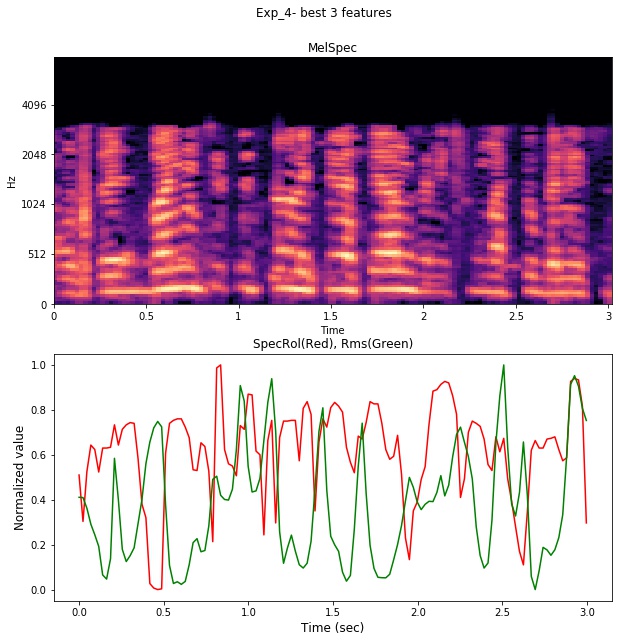 Exp_4- best 3 features
MelSpec
4096
2048
1024
512
0
Hz
0 0.5 1 1.5 2 2.5 3
Time
SpecRol(Red), Rms(Green)
1.0
0.8
0.6
0.4
0.2
0.0
Normalized value
0.0 0.5 1.0 1.5 2.0 2.5 3.0
Time (sec)